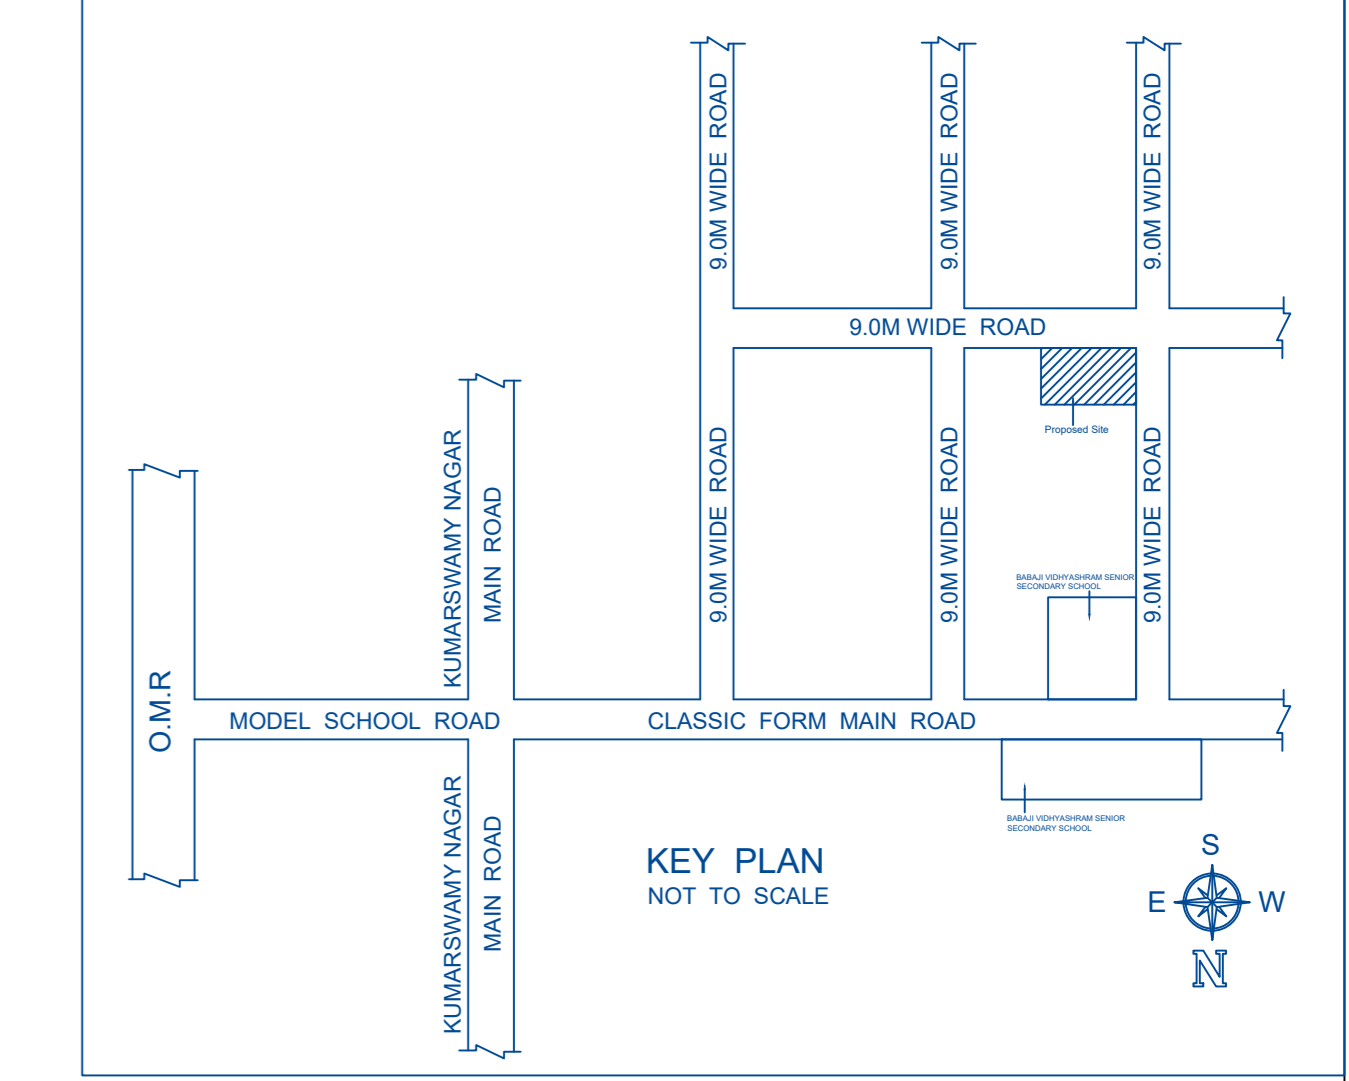 9.0M WIDE ROAD
9.0M WIDE ROAD
9.0M WIDE ROAD
9.0M WIDE ROAD
Proposed Site
KUMARSWAMY NAGAR
MAIN ROAD
9.0M WIDE ROAD
9.0M WIDE ROAD
9.0M WIDE ROAD
BABAJI VIDHYASHRAM SENIOR
SECONDARY SCHOOL
O.M.R
MODEL SCHOOL ROAD
CLASSIC FORM MAIN ROAD
KUMARSWAMY NAGAR
MAIN ROAD
BABAJI VIDHYASHRAM SENIOR
SECONDARY SCHOOL
KEY PLAN
NOT TO SCALE
S
E W
N